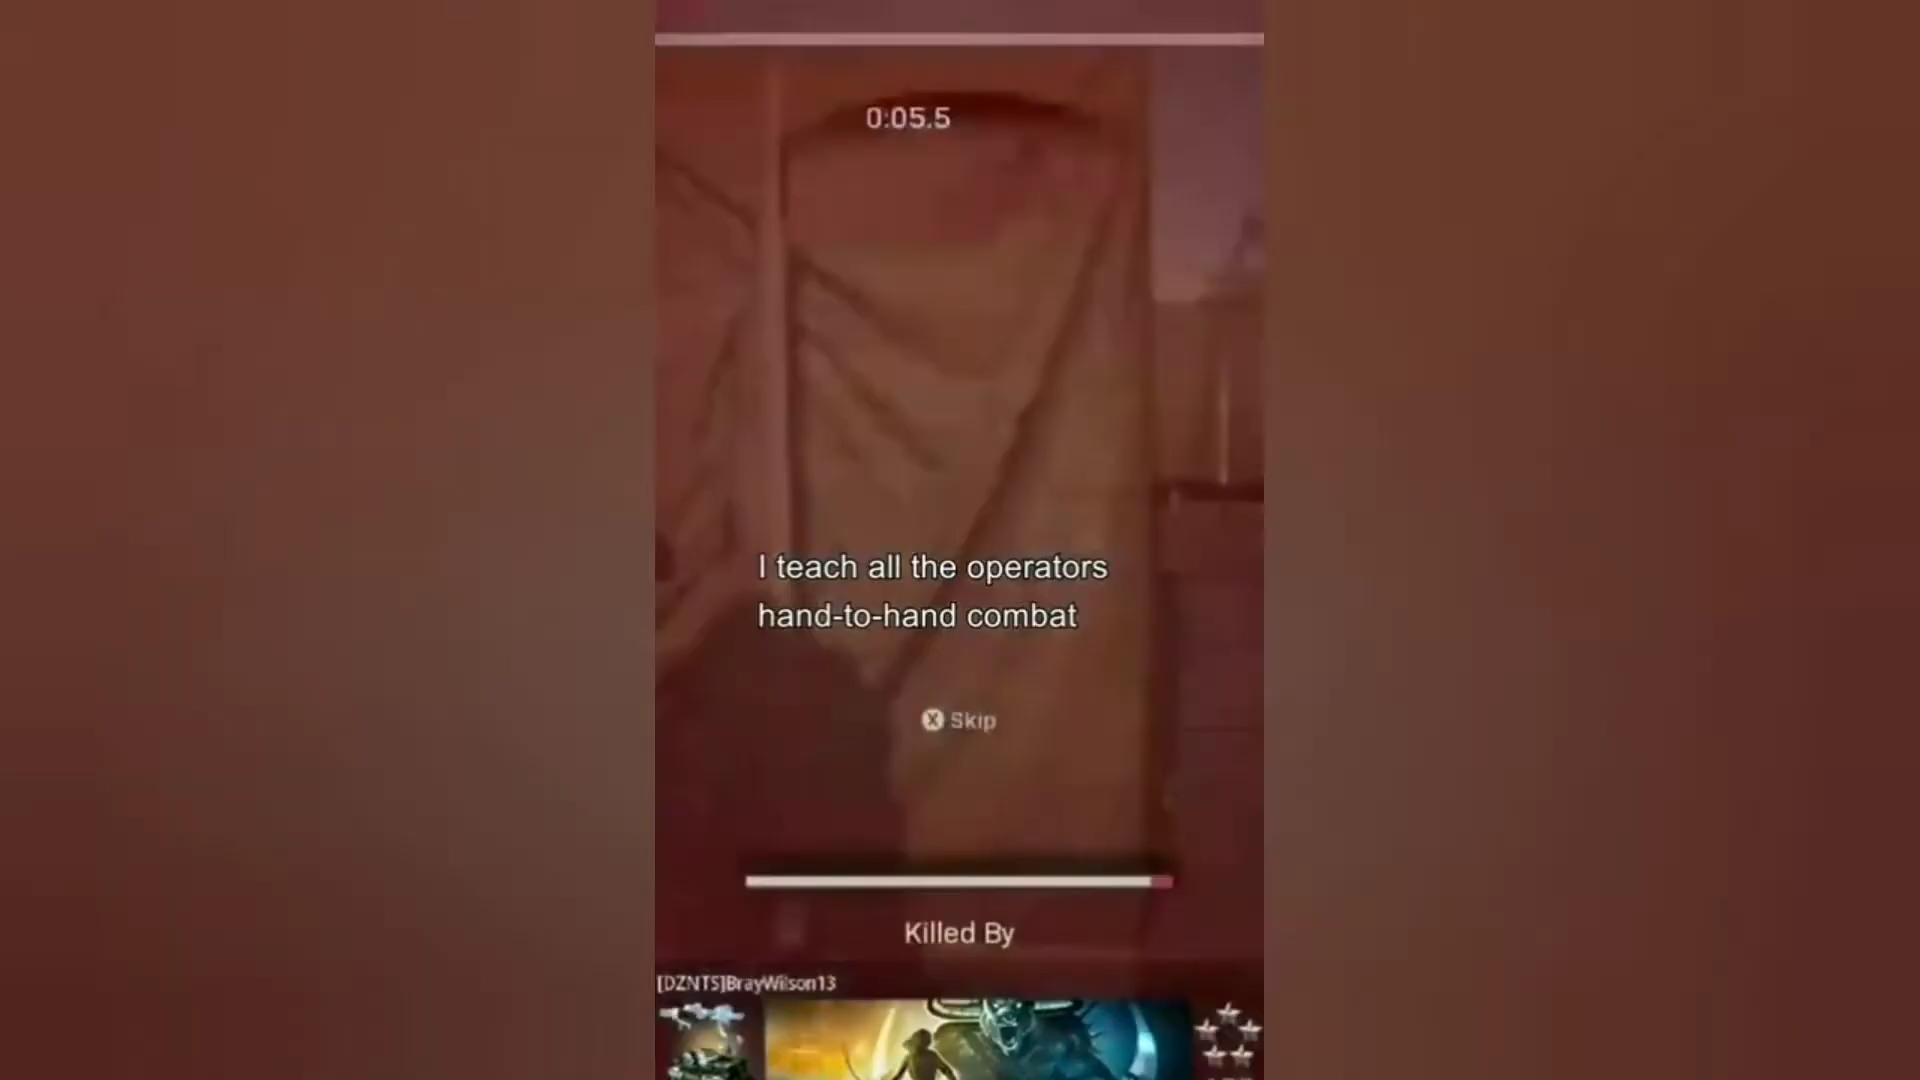 0:05.5
I teach all the operators
hand-to-hand combat
X Skip
Killed By
[DZNTS]BrayWilson13